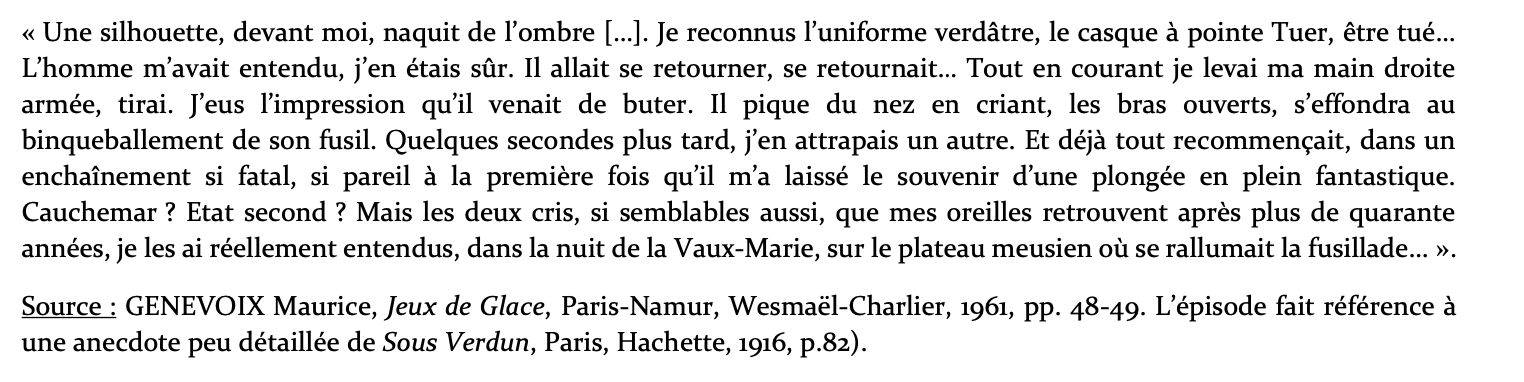 « Une silhouette, devant moi, naquit de l’ombre [...]. Je reconnus l’uniforme verdâtre, le casque à pointe Tuer, être tué...
L’homme m’avait entendu, j’en étais sûr. Il allait se retourner, se retournait... Tout en courant je levai ma main droite
armée, tirai. J’eus l’impression qu’il venait de buter. Il pique du nez en criant, les bras ouverts, s’effondra au
binqueballement de son fusil. Quelques secondes plus tard, j’en attrapais un autre. Et déjà tout recommençait, dans un
enchaînement si fatal, si pareil à la première fois qu’il m’a laissé le souvenir d’une plongée en plein fantastique.
Cauchemar ? Etat second ? Mais les deux cris, si semblables aussi, que mes oreilles retrouvent après plus de quarante
années, je les ai réellement entendus, dans la nuit de la Vaux-Marie, sur le plateau meusien où se rallumait la fusillade... ».
Source : GENEVOIX Maurice, Jeux de Glace, Paris-Namur, Wesmaël-Charlier, 1961, pp. 48-49. L’épisode fait référence à
une anecdote peu détaillée de Sous Verdun, Paris, Hachette, 1916, p.82).